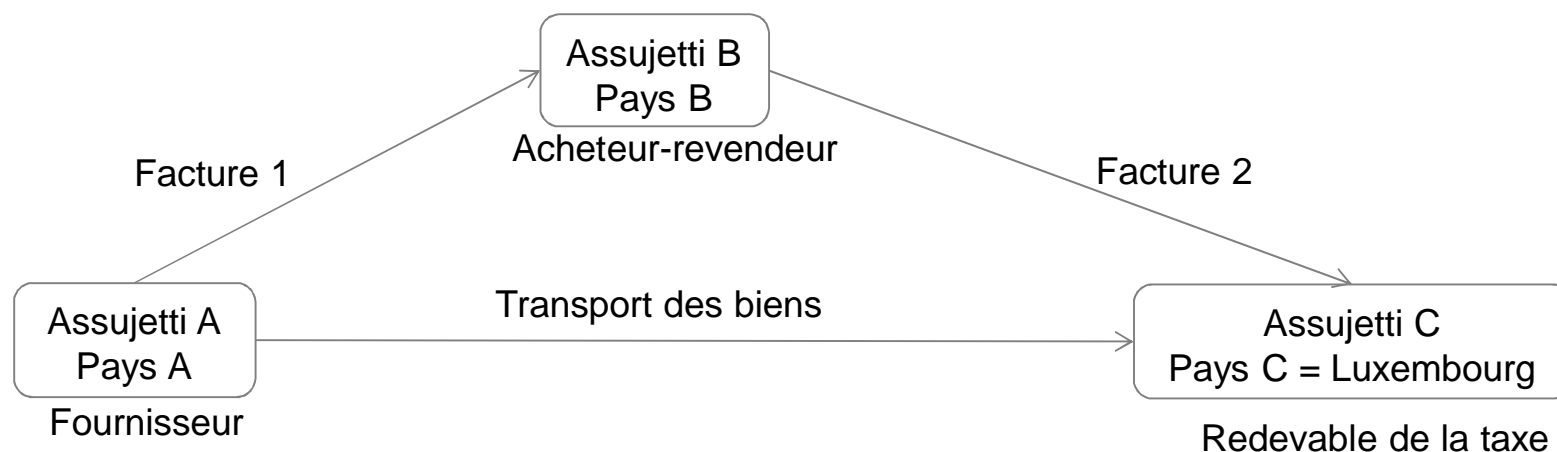 Assujetti B
Pays B
Acheteur-revendeur
Facture 1
Facture 2
Transport des biens
Assujetti A
Pays A
Fournisseur
Assujetti C
Pays C = Luxembourg
Redevable de la taxe